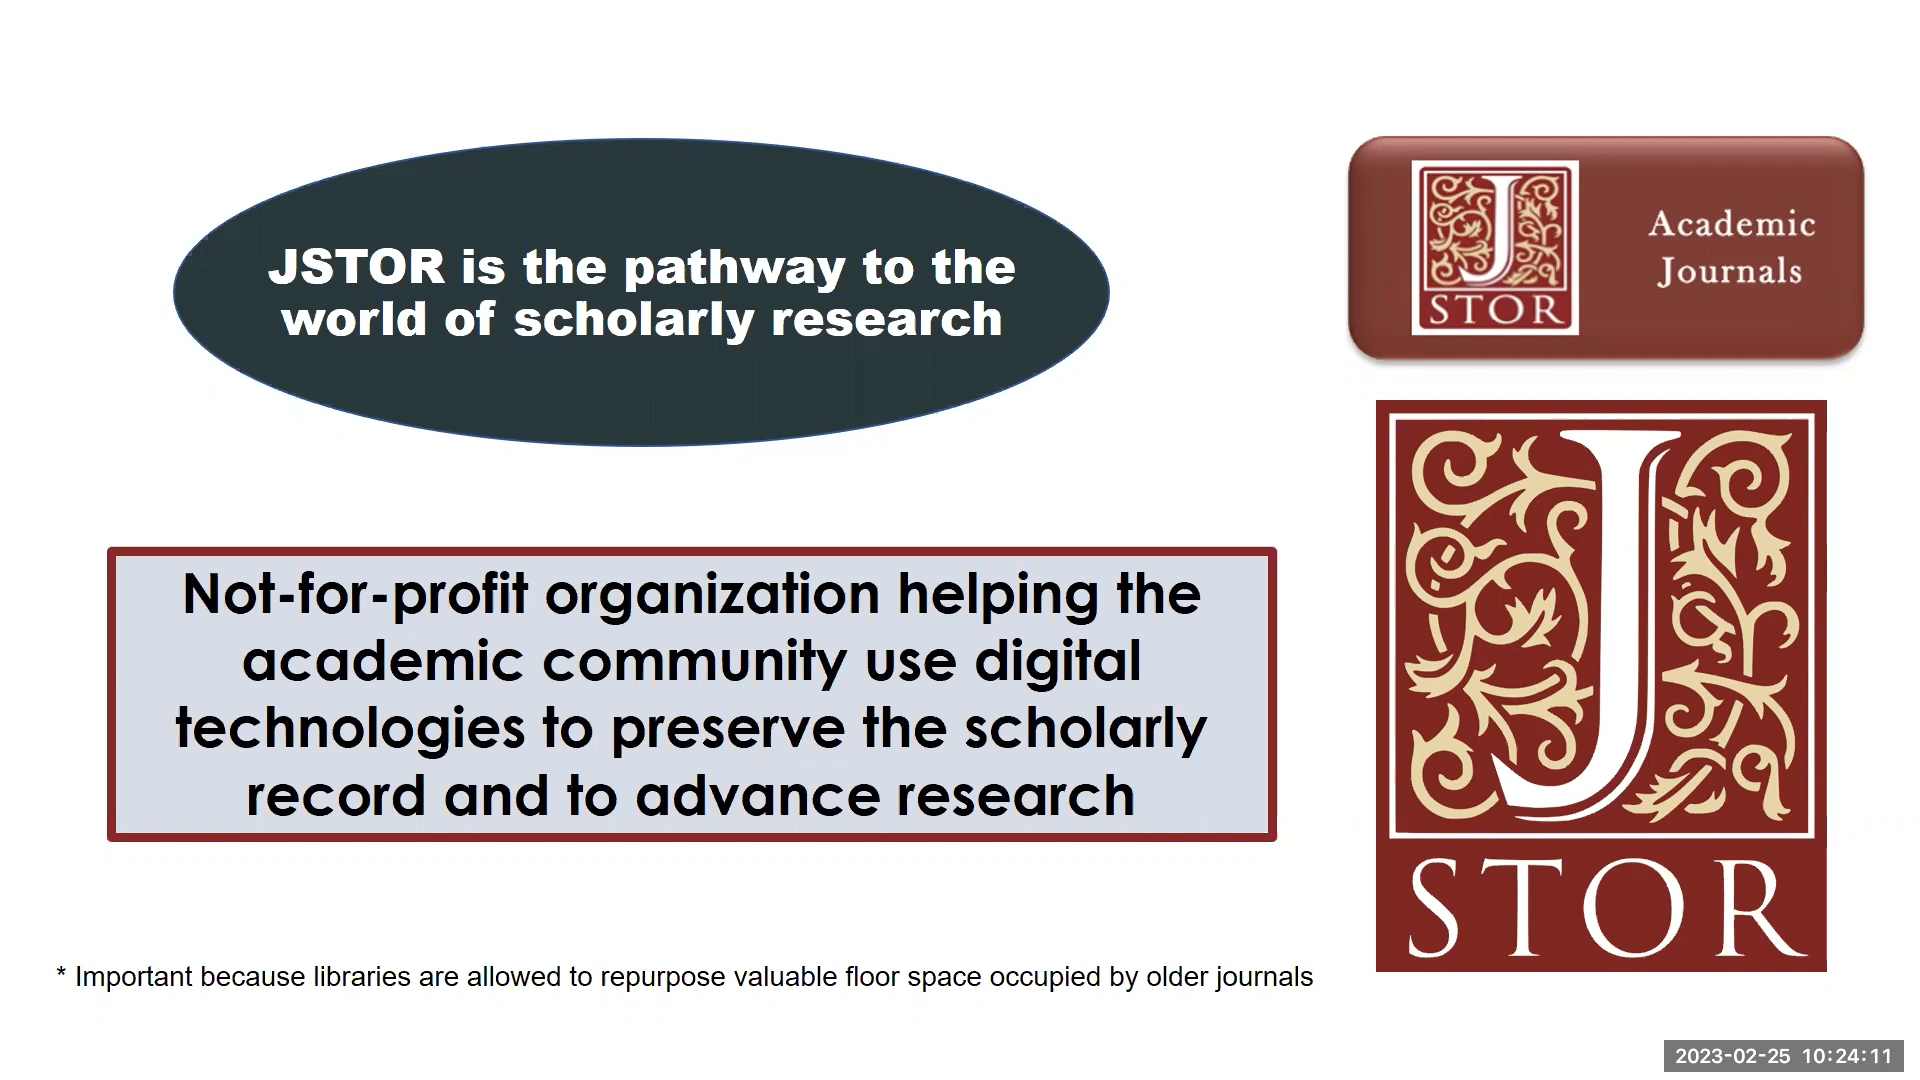 JSTOR is the pathway to the
world of scholarly research
J
STOR
Academic
Journals
Not-for-profit organization helping the
academic community use digital
technologies to preserve the scholarly
record and to advance research
J
STOR
* Important because libraries are allowed to repurpose valuable floor space occupied by older journals
2023-02-25 10:24:11